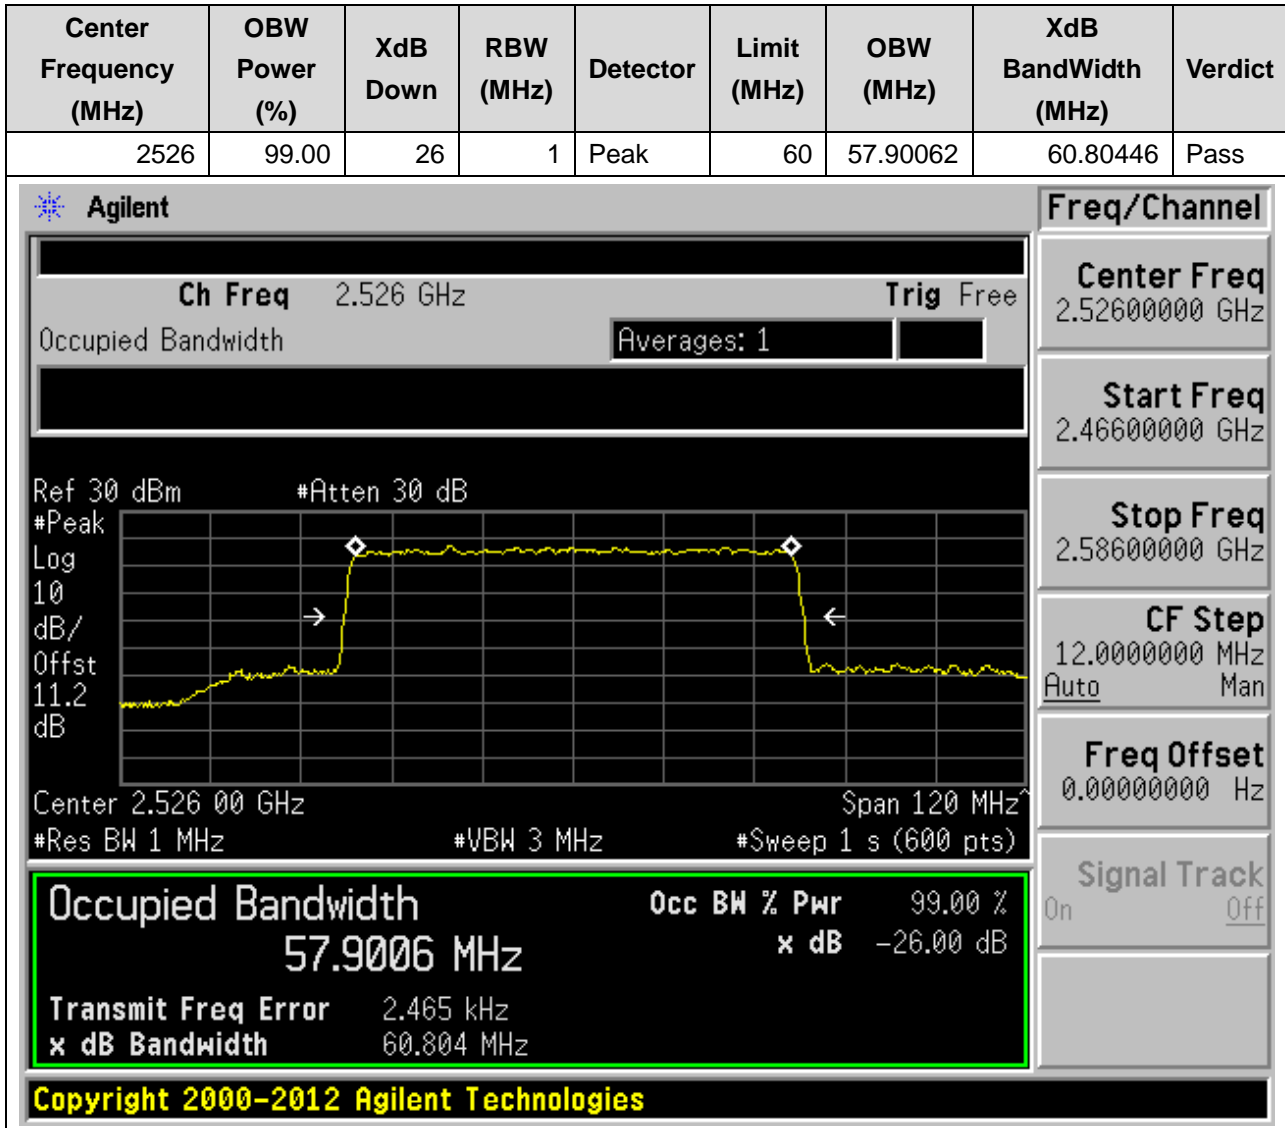 Center Frequency (MHz) OBW Power (%) XdB Down RBW (MHz) Detector Limit (MHz) OBW (MHz) XdB BandWidth (MHz) Verdict
2526 99.00 26 1 Peak 60 57.90062 60.80446 Pass
Agilent
Freq/Channel
Ch Freq 2.526 GHz Trig Free
Occupied Bandwidth Averages: 1
Center Freq
2.52600000 GHz
Start Freq
2.46600000 GHz
Stop Freq
2.58600000 GHz
CF Step
12.0000000 MHz
Auto Man
Freq Offset
0.00000000 Hz
Signal Track
On Off
Ref 30 dBm #Atten 30 dB
#Peak
Log
10
dB/
Offst
11.2
dB
Center 2.526 00 GHz Span 120 MHz^
#Res BW 1 MHz #VBW 3 MHz #Sweep 1 s (600 pts)
Occupied Bandwidth Occ BW % Pwr 99.00 %
57.9006 MHz x dB -26.00 dB
Transmit Freq Error 2.465 kHz
x dB Bandwidth 60.804 MHz
Copyright 2000-2012 Agilent Technologies